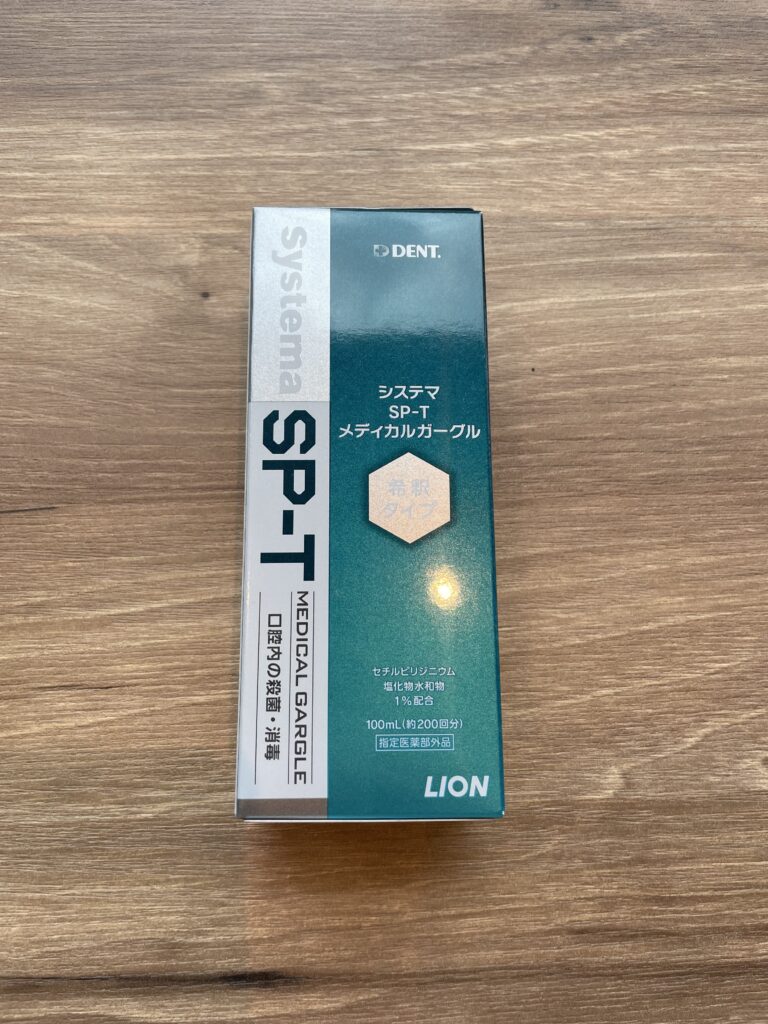 Systema
SP-T
MEDICAL GARGLE
口腔内の殺菌・消毒
DENT.
システマ
SP-T
メディカルガーグル
希釈
タイプ
セチルピリジニウム
塩化物水和物
1%配合
100mL(約200回分)
指定医薬部外品
LION